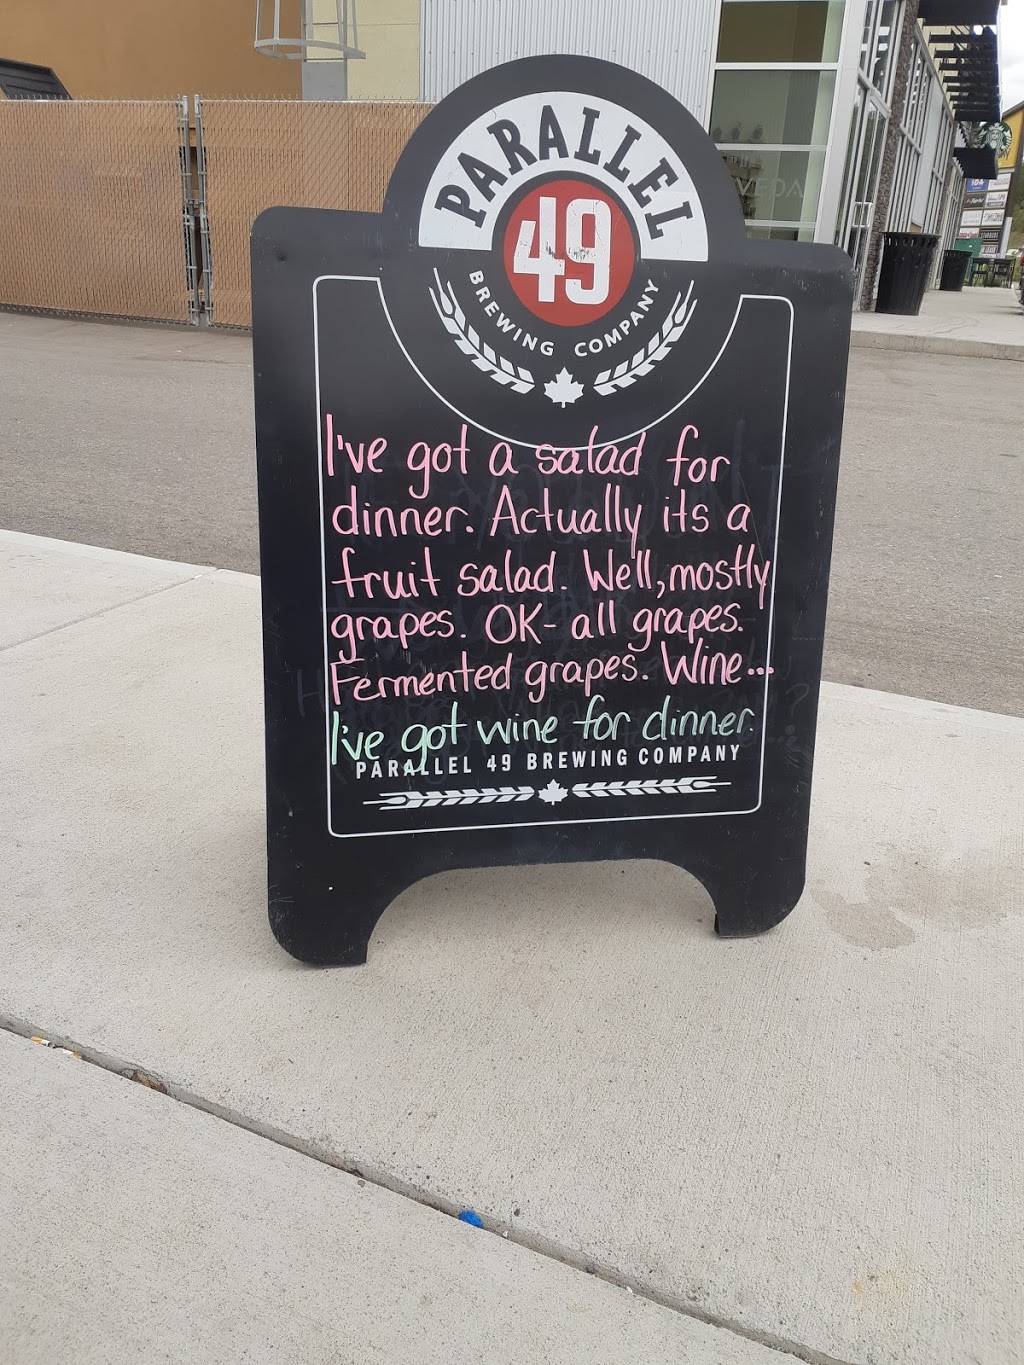 PARALLEL
49
BREWING COMPANY
I've got a salad for
dinner. Actually its a
fruit salad. Well, mostly
grapes. OK- all grapes.
Fermented grapes. Wine...
I've got wine for dinner.
PARALLEL 49 BREWING COMPANY
VEDA